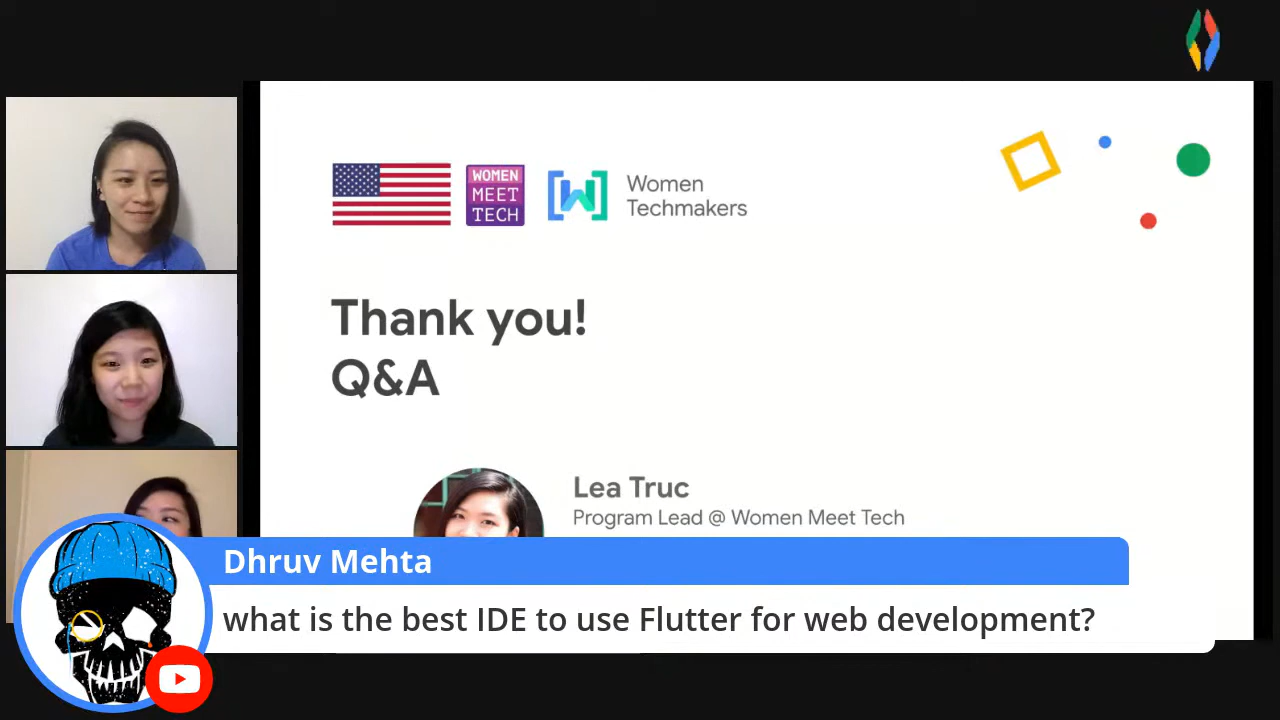 WOMEN
MEET
TECH
Women
Techmakers
Thank you!
Q&A
Lea Truc
Program Lead @ Women Meet Tech
Dhruv Mehta
what is the best IDE to use Flutter for web development?